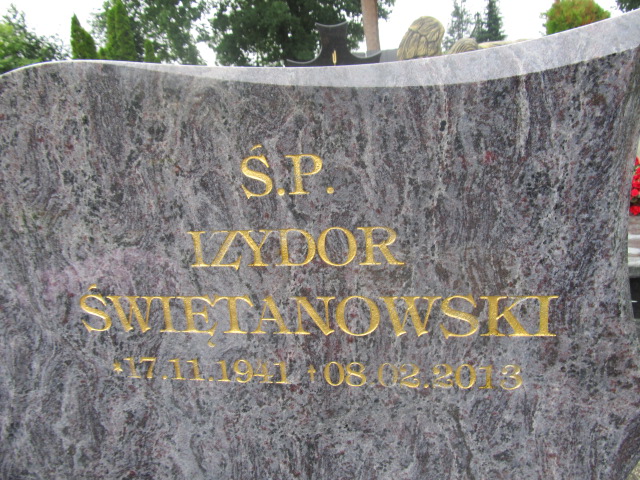 Ś.P.
IZYDOR
ŚWIĘTANOWSKI
*17.11.1941 †08.02.2013